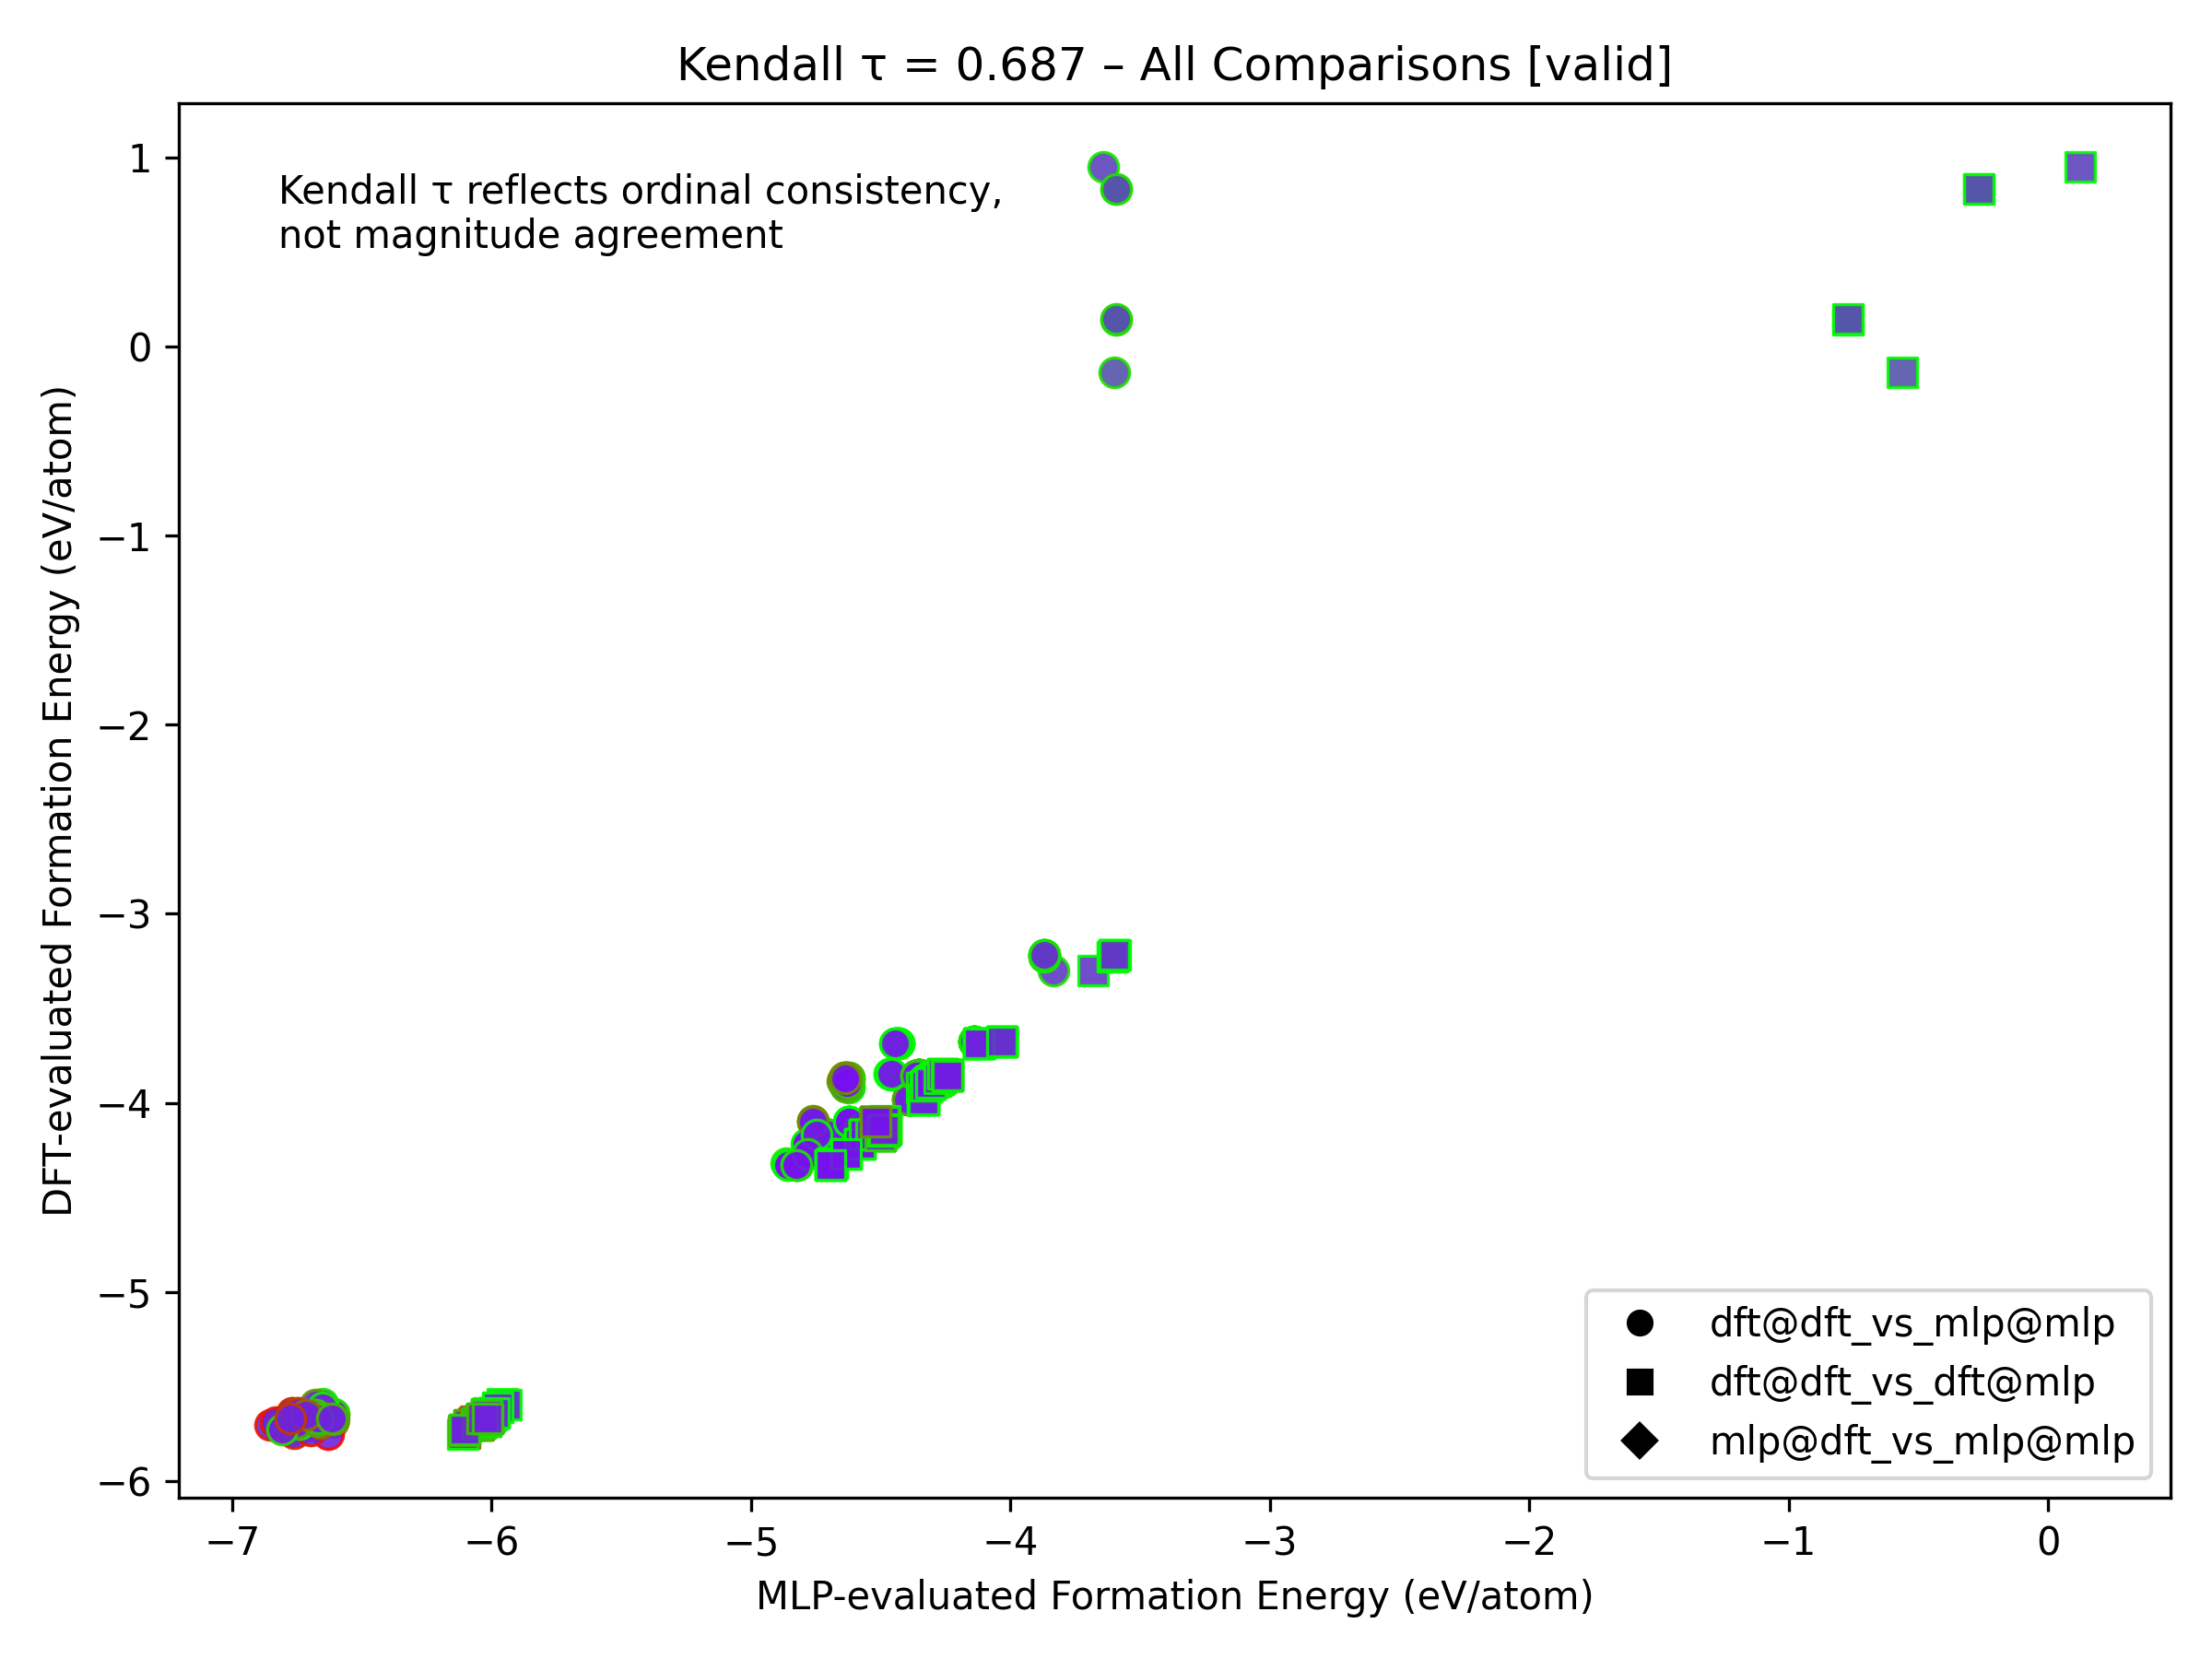 Kendall τ = 0.687 – All Comparisons [valid]
Kendall τ reflects ordinal consistency,
not magnitude agreement
DFT-evaluated Formation Energy (eV/atom)
1
0
−1
−2
−3
−4
−5
−6
dft@dft_vs_mlp@mlp
dft@dft_vs_dft@mlp
mlp@dft_vs_mlp@mlp
−7 −6 −5 −4 −3 −2 −1 0
MLP-evaluated Formation Energy (eV/atom)